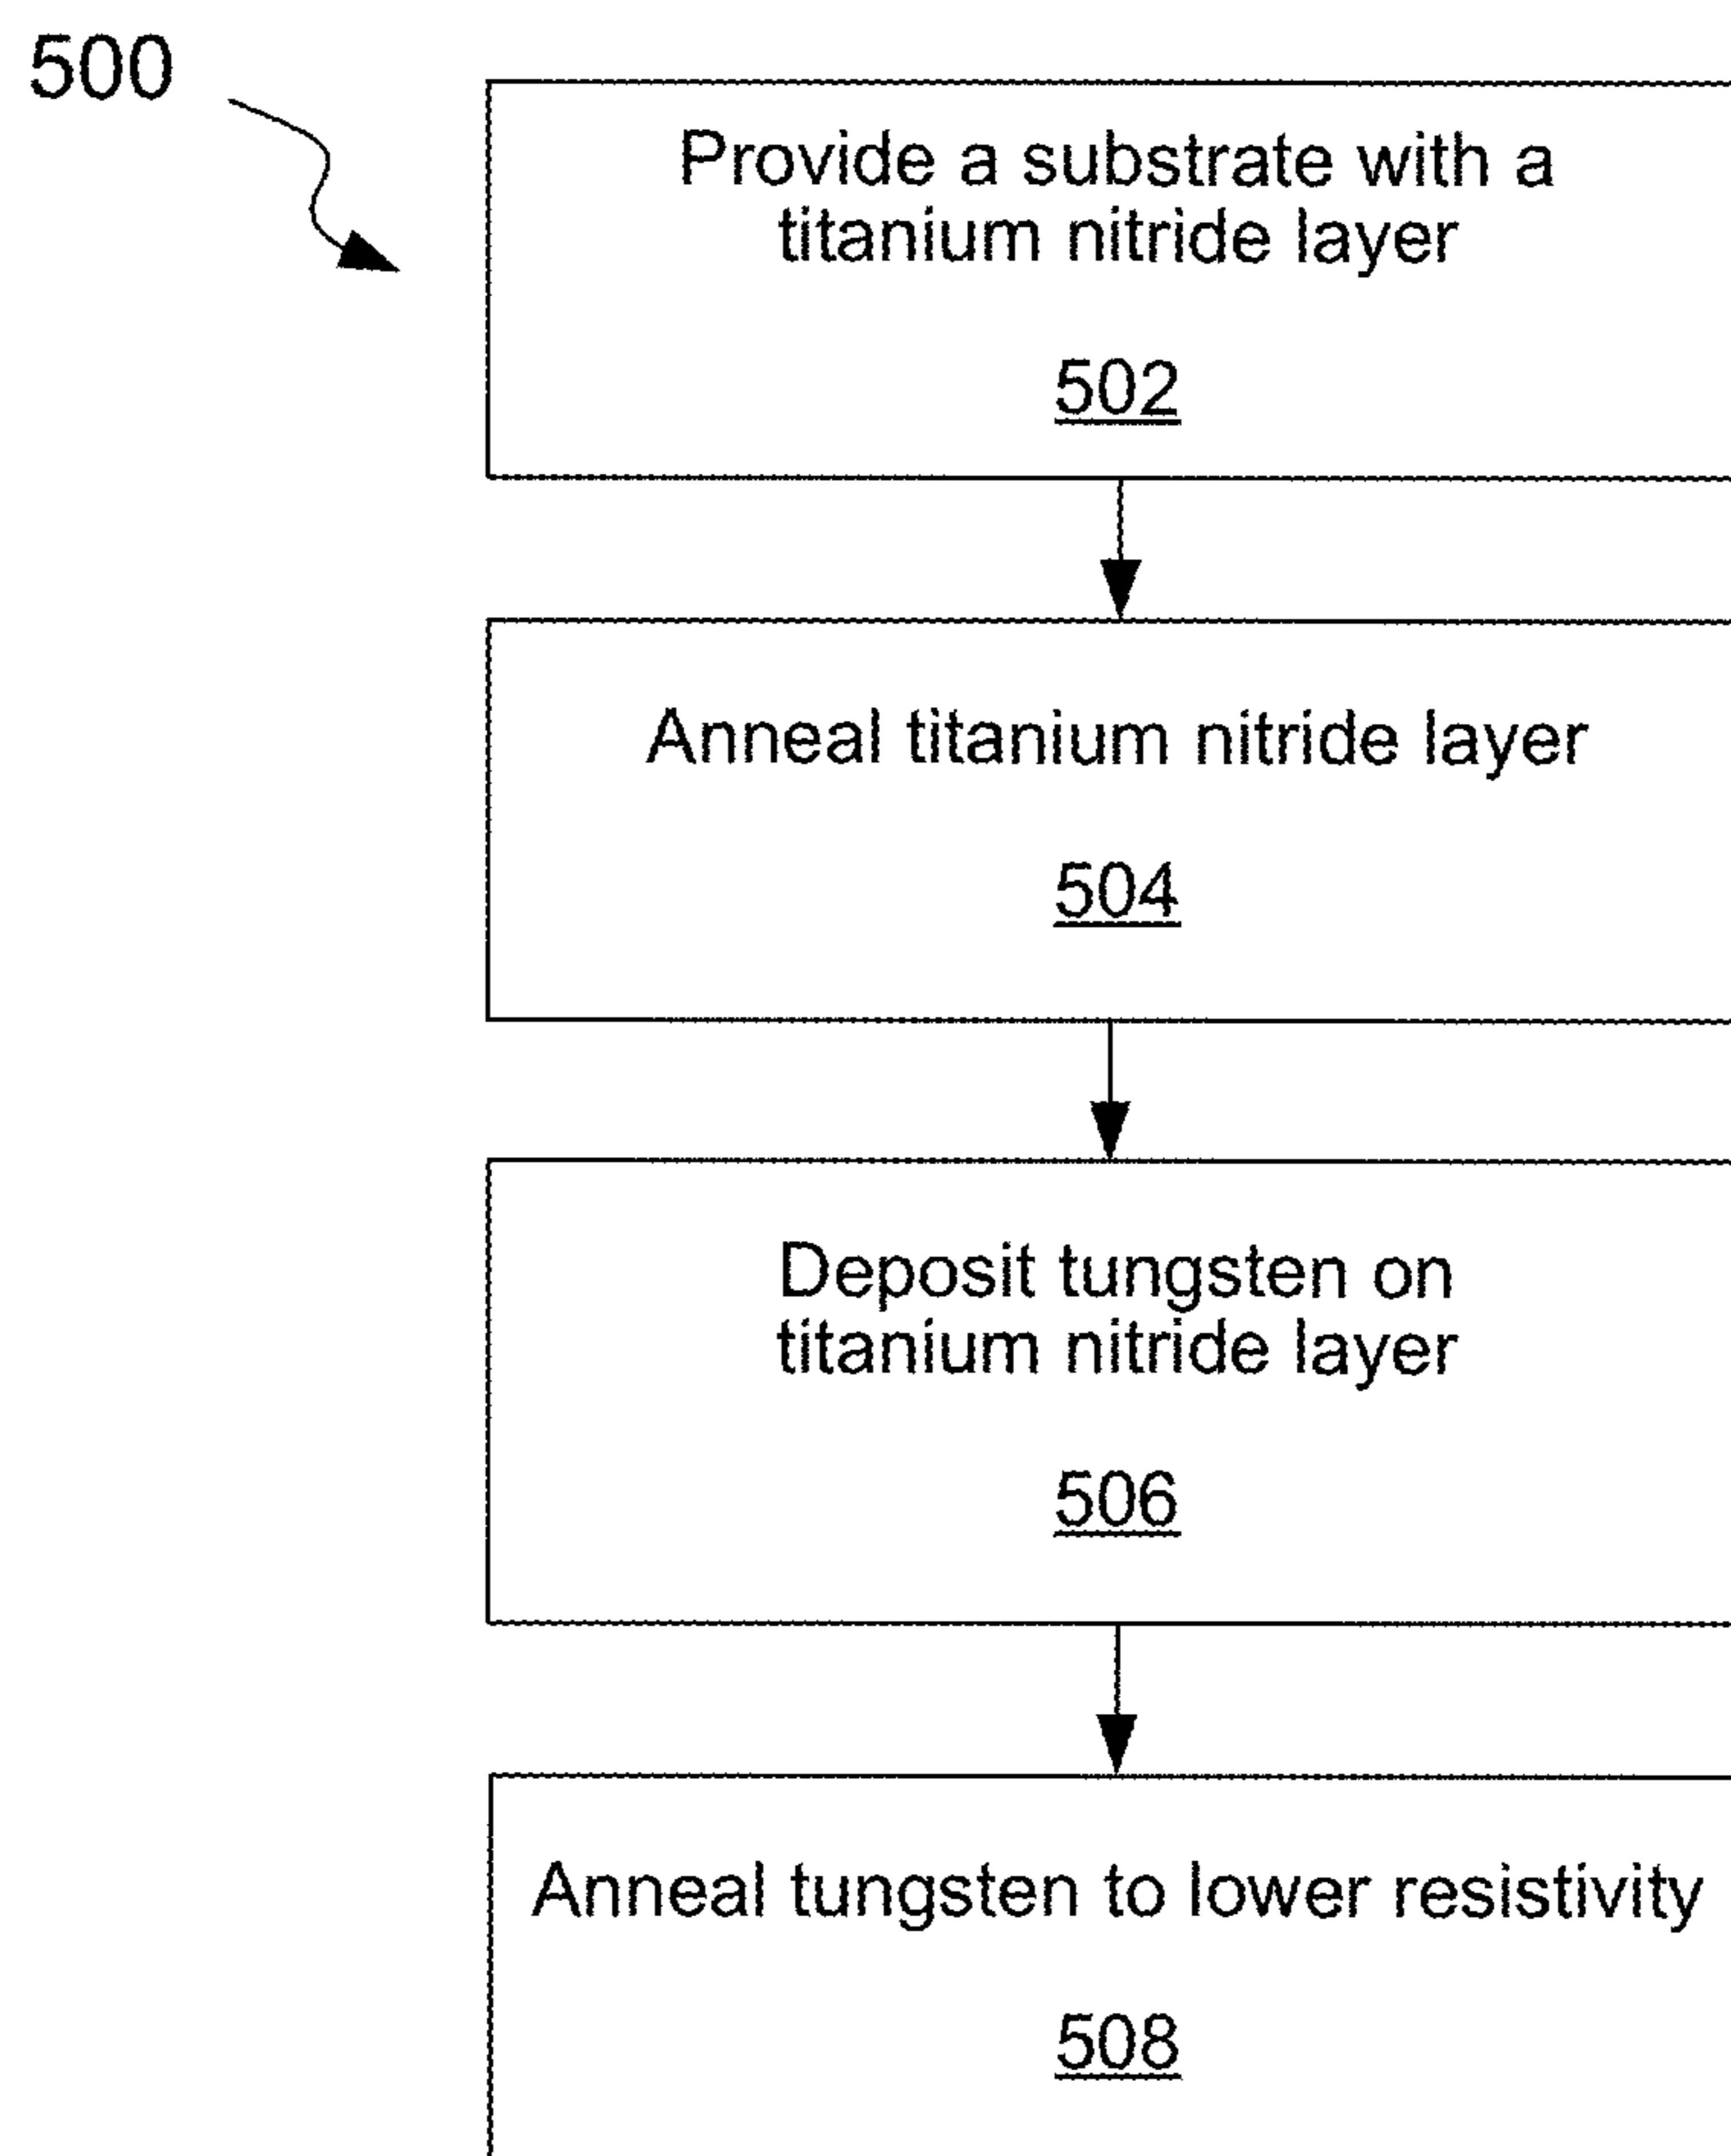 500
Provide a substrate with a
titanium nitride layer
502
Anneal titanium nitride layer
504
Deposit tungsten on
titanium nitride layer
506
Anneal tungsten to lower resistivity
508